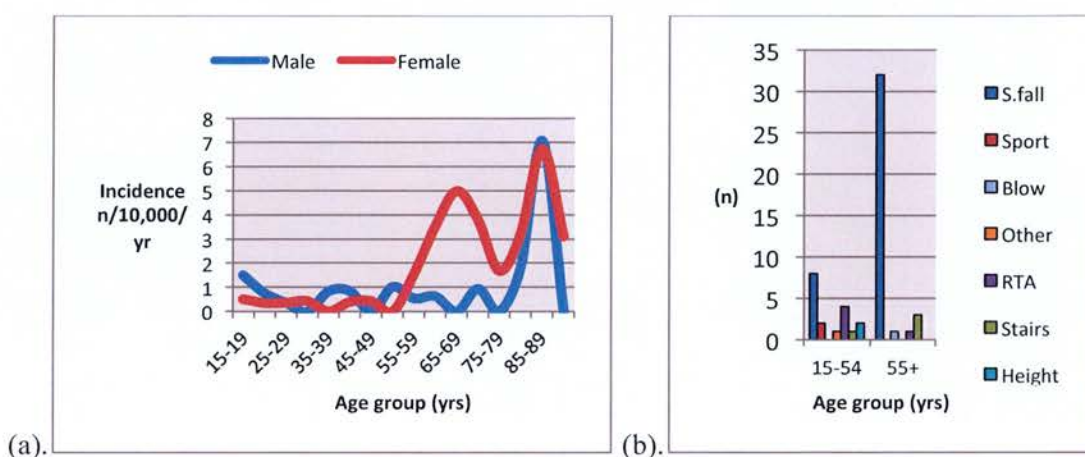 Male Female
8
7
6
5
4
3
2
1
0
Incidence
n/10,000/
yr
15-19
25-29
35-39
45-49
55-59
65-69
75-79
85-89
Age group (yrs)
(a).
35
30
25
20
15
10
5
0
(n)
15-54 55+
Age group (yrs)
S.fall
Sport
Blow
Other
RTA
Stairs
Height
(b).